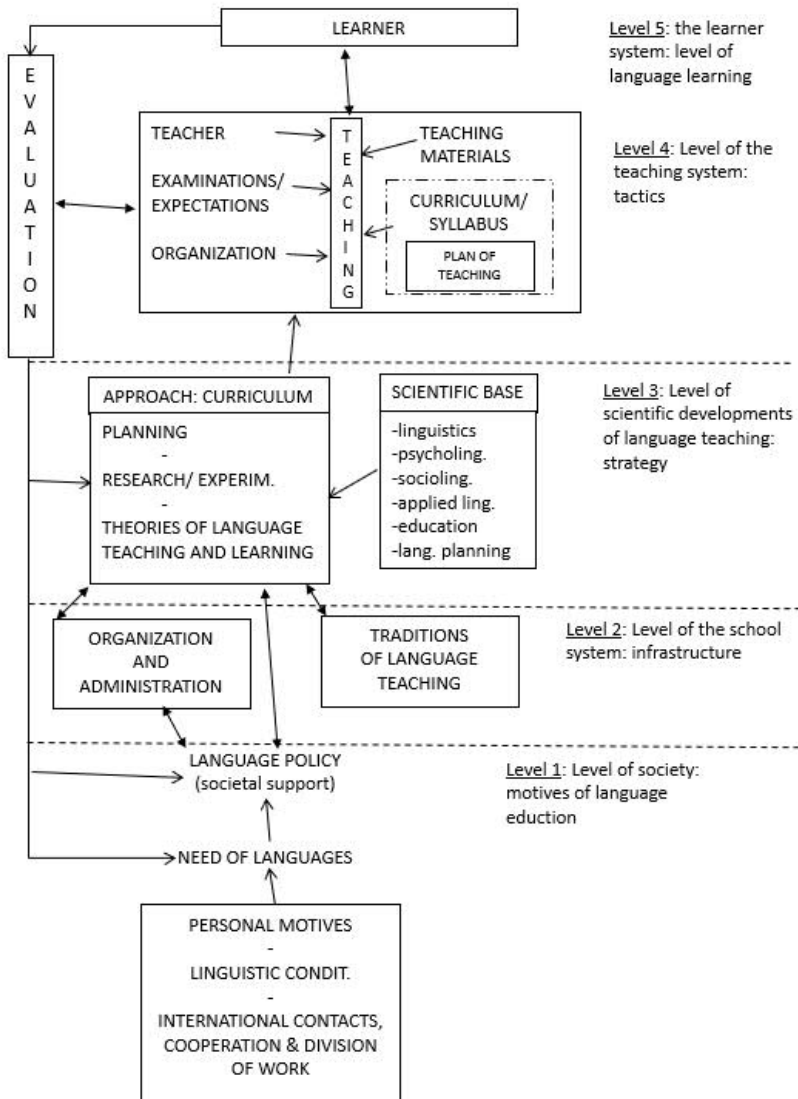 LEARNER
Level 5: the learner system: level of
language learning
EVALUATION
TEACHER
EXAMINATIONS/
EXPECTATIONS
ORGANIZATION
TEACHING
TEACHING
MATERIALS
CURRICULUM/
SYLLABUS
PLAN OF
TEACHING
Level 4: Level of the
teaching system:
tactics
APPROACH: CURRICULUM
PLANNING
-
RESEARCH/ EXPERIM.
-
THEORIES OF LANGUAGE
TEACHING AND LEARNING
SCIENTIFIC BASE
-linguistics
-psycholing.
-socioling.
-applied ling.
-education
-lang. planning
Level 3: Level of
scientific developments
of language teaching:
strategy
ORGANIZATION
AND
ADMINISTRATION
TRADITIONS
OF LANGUAGE
TEACHING
Level 2: Level of the school
system: infrastructure
LANGUAGE POLICY
(societal support)
Level 1: Level of society:
motives of language
eduction
NEED OF LANGUAGES
PERSONAL MOTIVES
-
LINGUISTIC CONDIT.
-
INTERNATIONAL CONTACTS,
COOPERATION & DIVISION
OF WORK